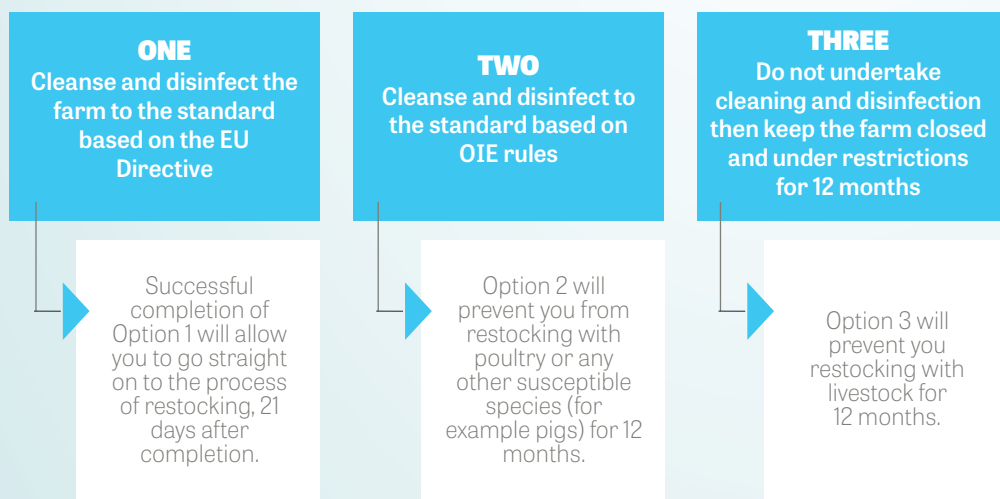 ONE
Cleanse and disinfect the
farm to the standard
based on the EU
Directive
Successful
completion of
Option 1 will allow
you to go straight
on to the process
of restocking, 21
days after
completion.
TWO
Cleanse and disinfect to
the standard based on
OIE rules
Option 2 will
prevent you from
restocking with
poultry or any
other susceptible
species (for
example pigs) for 12
months.
THREE
Do not undertake
cleaning and disinfection
then keep the farm closed
and under restrictions
for 12 months
Option 3 will
prevent you
restocking with
livestock for
12 months.